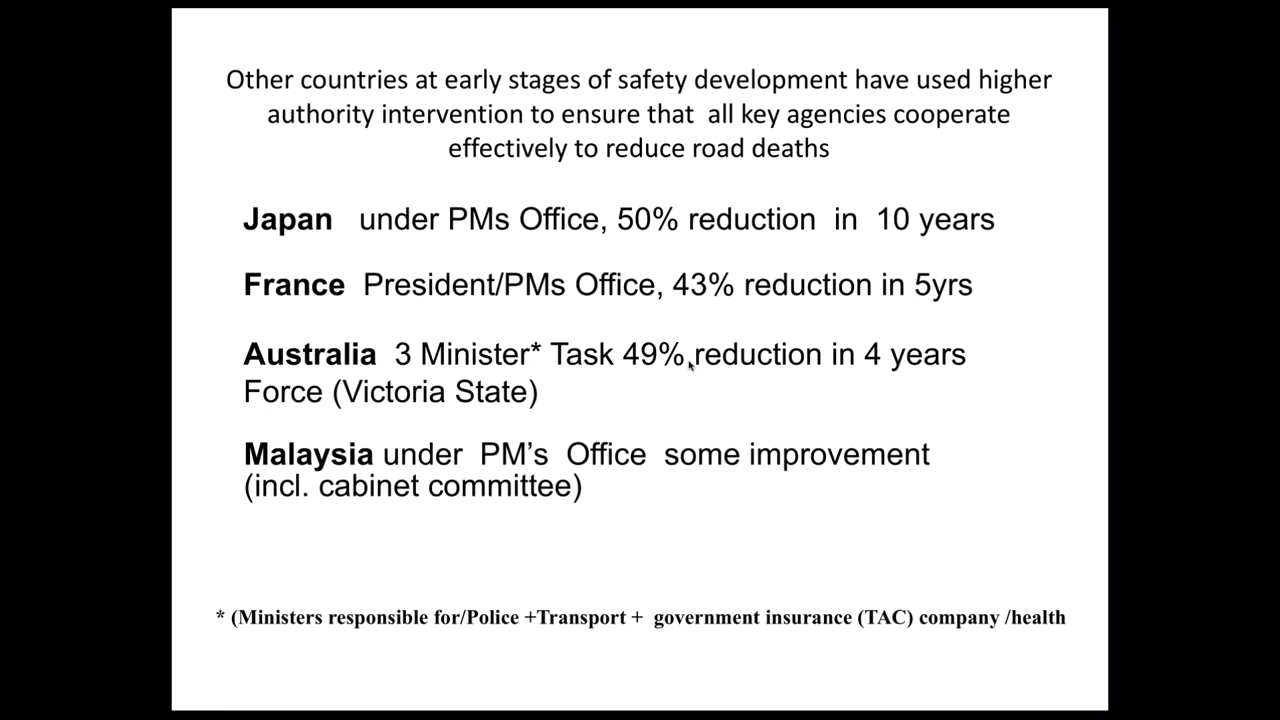 Other countries at early stages of safety development have used higher
authority intervention to ensure that all key agencies cooperate
effectively to reduce road deaths
Japan under PMs Office, 50% reduction in 10 years
France President/PMs Office, 43% reduction in 5yrs
Australia 3 Minister* Task 49% reduction in 4 years
Force (Victoria State)
Malaysia under PM’s Office some improvement
(incl. cabinet committee)
* (Ministers responsible for/Police +Transport + government insurance (TAC) company /health